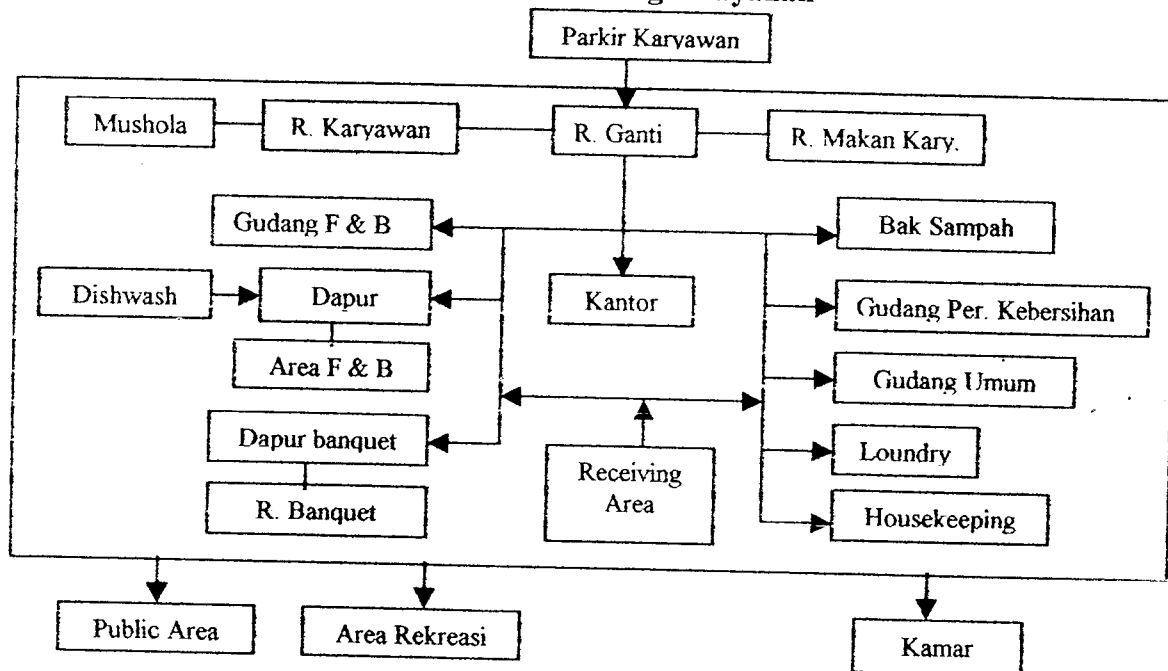 Parkir Karyawan
Mushola
R. Karyawan
R. Ganti
R. Makan Kary.
Gudang F & B
Bak Sampah
Dishwash
Dapur
Kantor
Gudang Per. Kebersihan
Area F & B
Gudang Umum
Dapur banquet
Receiving
Area
Loundry
R. Banquet
Housekeeping
Public Area
Area Rekreasi
Kamar